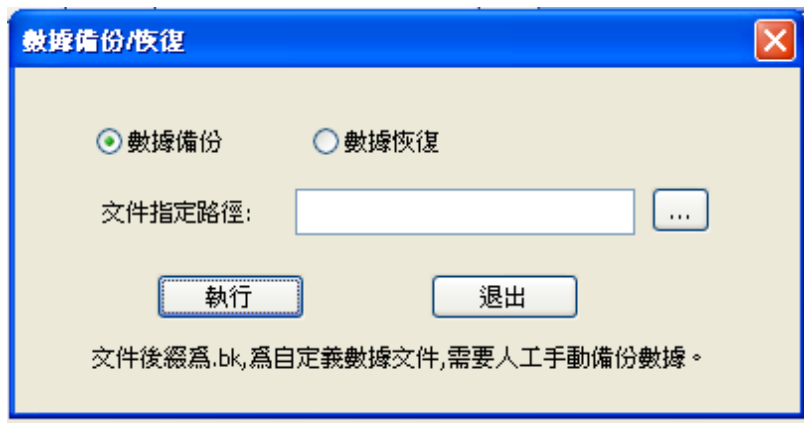 數據備份/恢復
數據備份 數據恢復
文件指定路徑: ...
執行 退出
文件後綴爲.bk,爲自定義數據文件,需要人工手動備份數據。